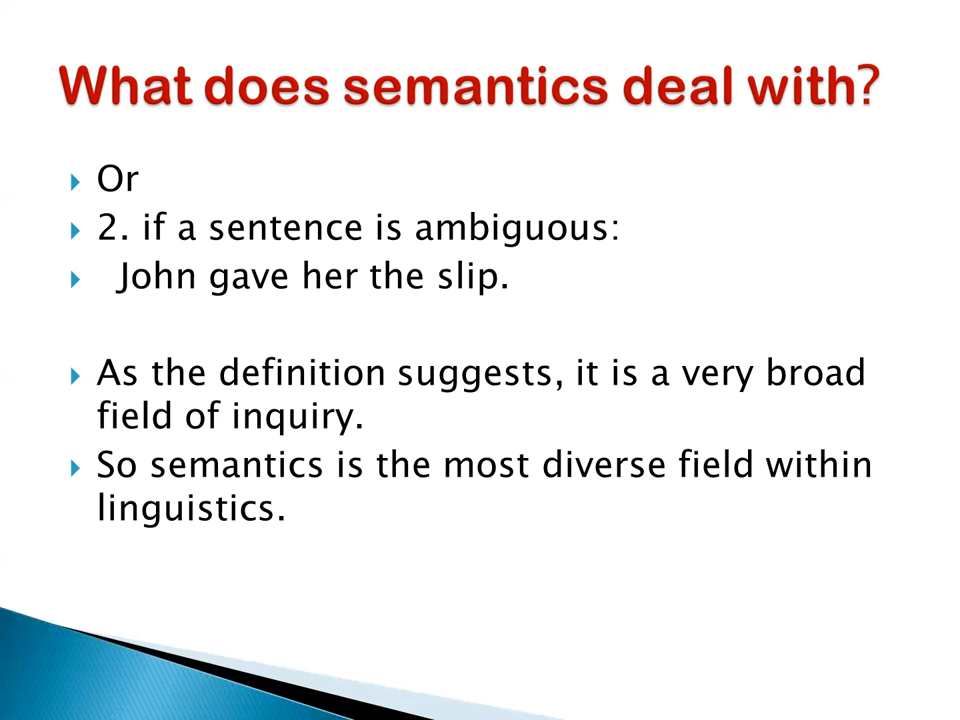 What does semantics deal with?
Or
2. if a sentence is ambiguous:
John gave her the slip.
As the definition suggests, it is a very broad
field of inquiry.
So semantics is the most diverse field within
linguistics.